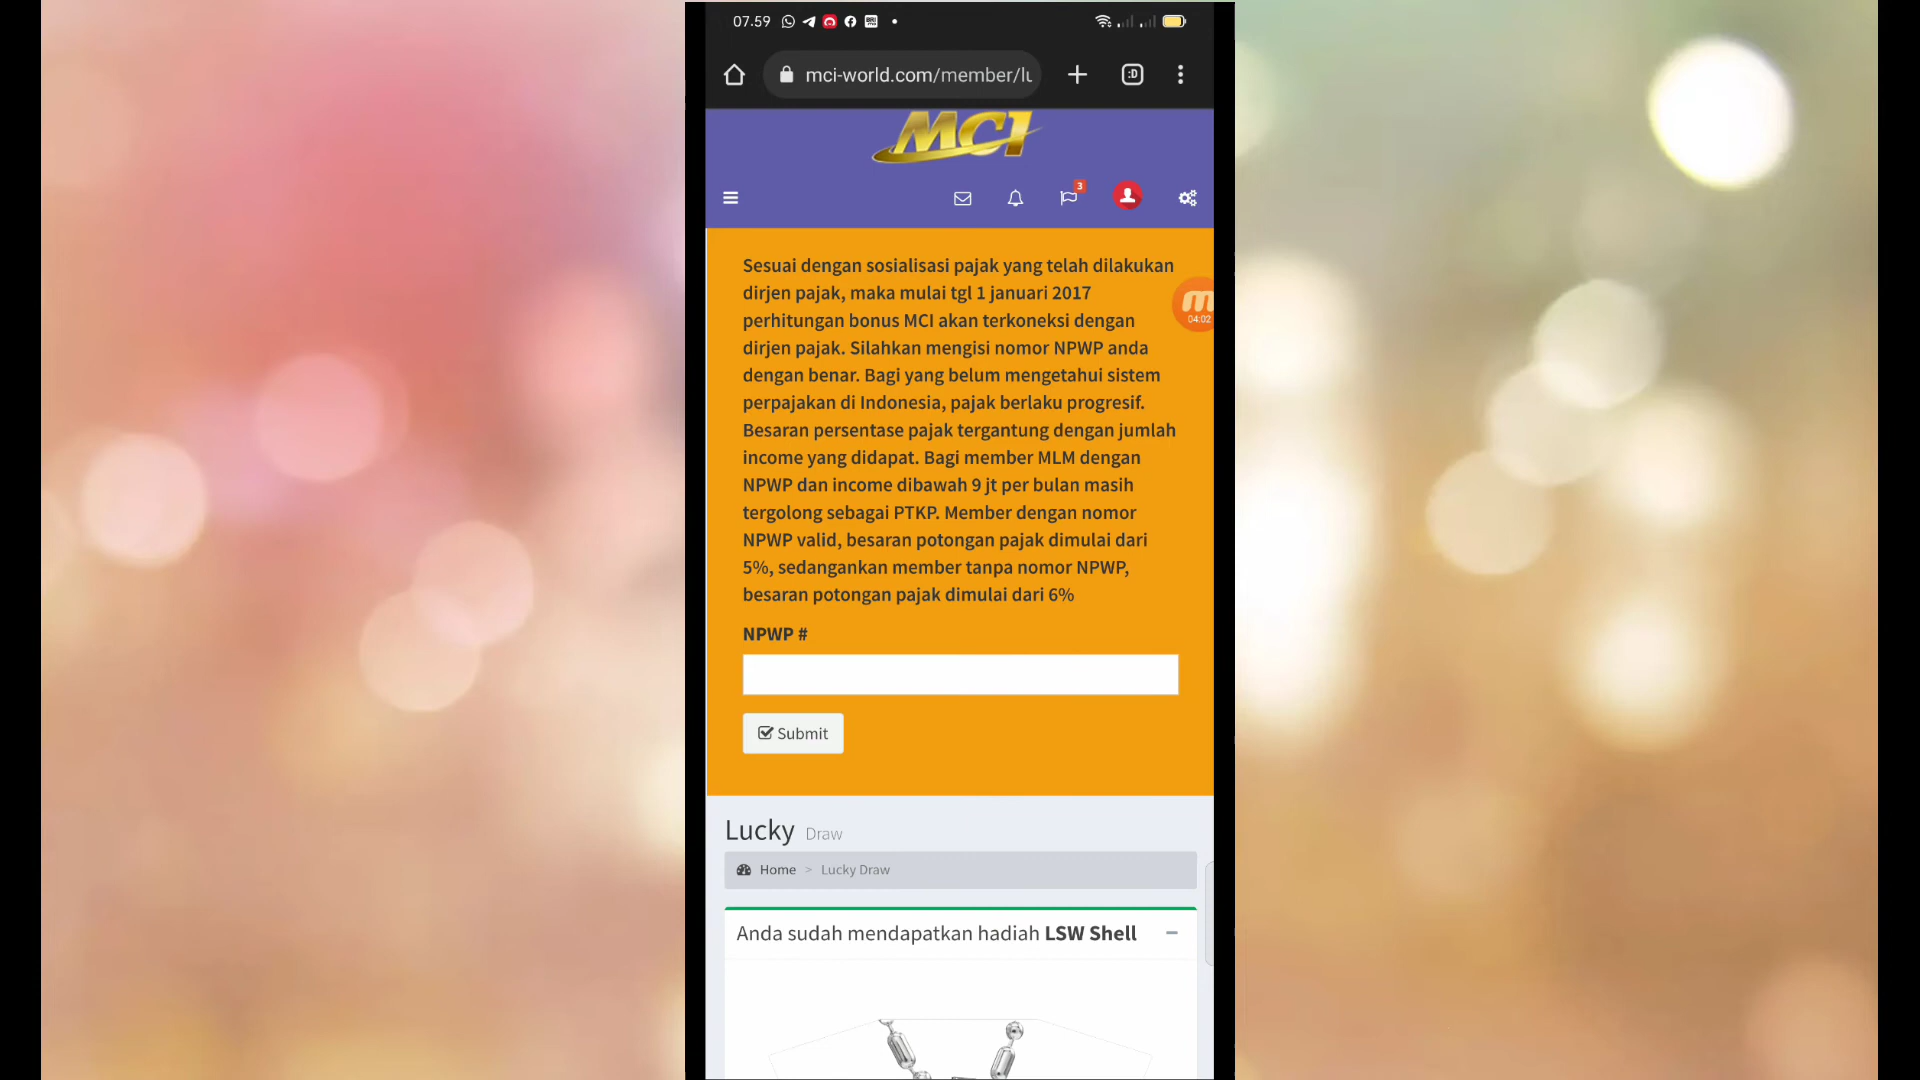 07.59
mci-world.com/member/lu
MCI
3
Sesuai dengan sosialisasi pajak yang telah dilakukan
dirjen pajak, maka mulai tgl 1 januari 2017
perhitungan bonus MCI akan terkoneksi dengan
dirjen pajak. Silahkan mengisi nomor NPWP anda
dengan benar. Bagi yang belum mengetahui sistem
perpajakan di Indonesia, pajak berlaku progresif.
Besaran persentase pajak tergantung dengan jumlah
income yang didapat. Bagi member MLM dengan
NPWP dan income dibawah 9 jt per bulan masih
tergolong sebagai PTKP. Member dengan nomor
NPWP valid, besaran potongan pajak dimulai dari
5%, sedangankan member tanpa nomor NPWP,
besaran potongan pajak dimulai dari 6%
04:02
NPWP #
Submit
Lucky Draw
Home > Lucky Draw
Anda sudah mendapatkan hadiah LSW Shell